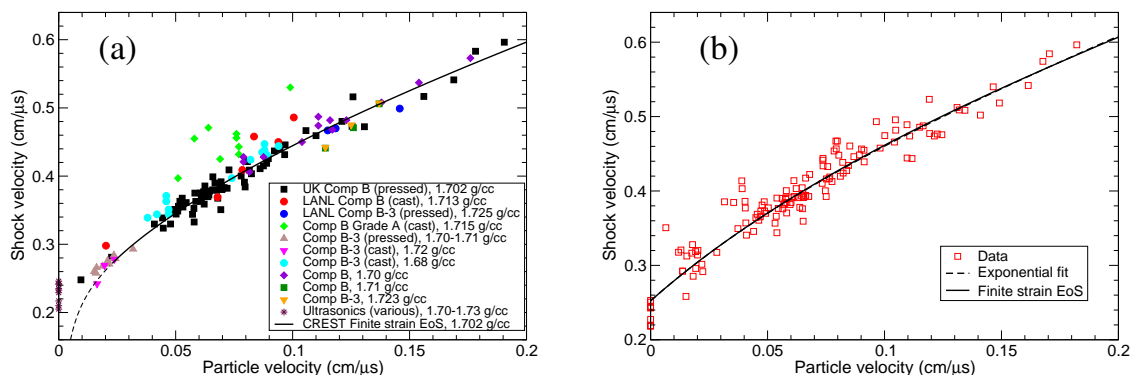 (a)
0.6
0.5
0.4
0.3
0.2
Shock velocity (cm/μs)
UK Comp B (pressed), 1.702 g/cc
LANL Comp B (cast), 1.713 g/cc
LANL Comp B-3 (pressed), 1.725 g/cc
Comp B Grade A (cast), 1.715 g/cc
Comp B-3 (pressed), 1.70-1.71 g/cc
Comp B-3 (cast), 1.72 g/cc
Comp B-3 (cast), 1.68 g/cc
Comp B, 1.70 g/cc
Comp B, 1.71 g/cc
Comp B-3, 1.723 g/cc
Ultrasonics (various), 1.70-1.73 g/cc
CREST Finite strain EoS, 1.702 g/cc
0 0.05 0.1 0.15 0.2
Particle velocity (cm/μs)
(b)
0.6
0.5
0.4
0.3
0.2
Shock velocity (cm/μs)
Data
Exponential fit
Finite strain EoS
0 0.05 0.1 0.15 0.2
Particle velocity (cm/μs)